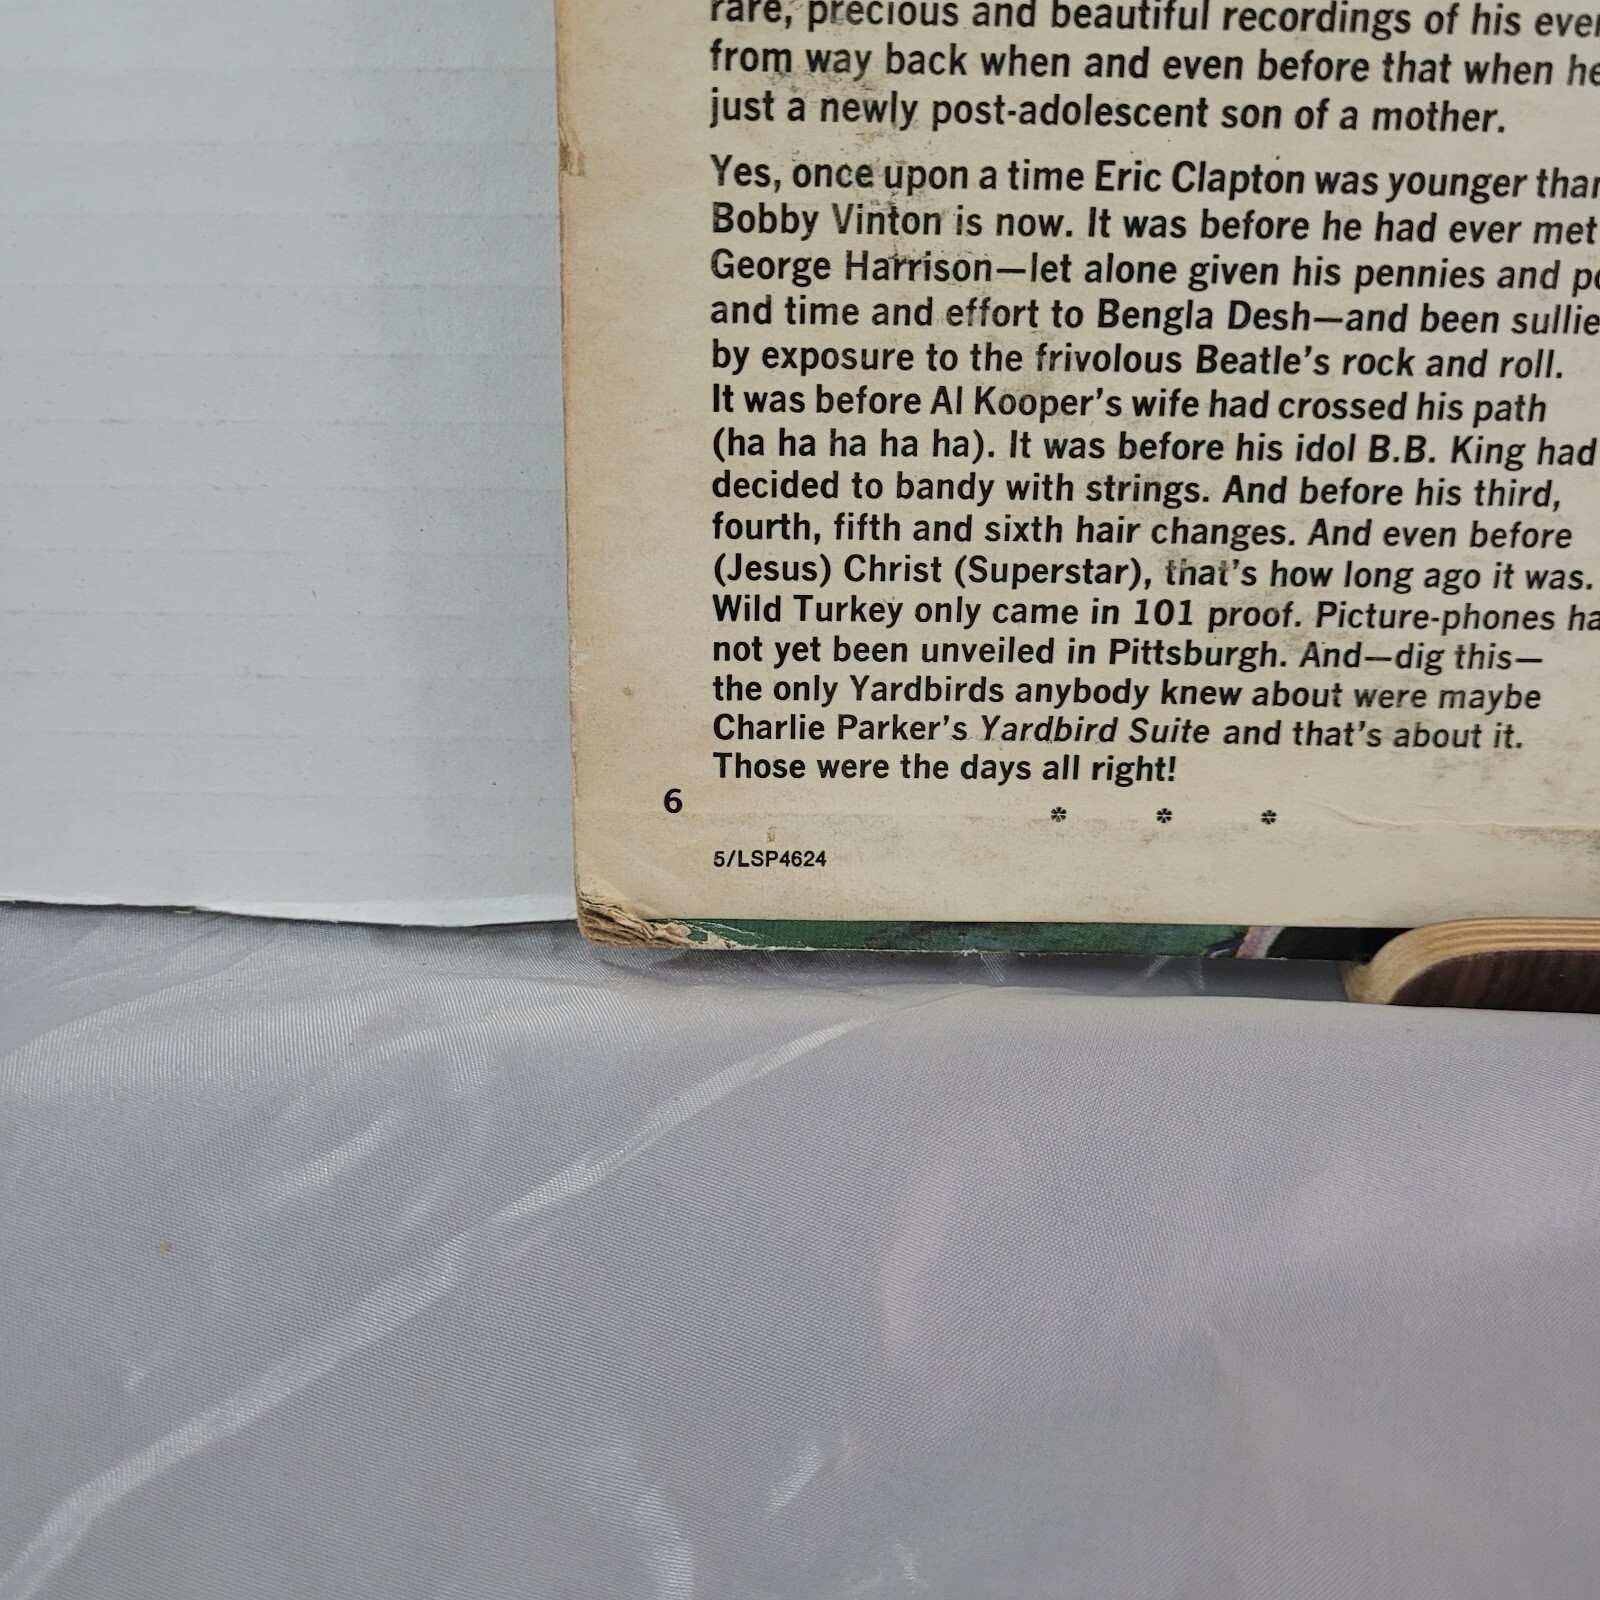 rare, precious and beautiful recordings of his
from way back when and even before that when
just a newly post-adolescent son of a mother.
Yes, once upon a time Eric Clapton was younger than
Bobby Vinton is now. It was before he had ever met
George Harrison—let alone given his pennies and
and time and effort to Bengla Desh—and been
by exposure to the frivolous Beatle's rock and roll.
It was before Al Kooper's wife had crossed his path
(ha ha ha ha ha). It was before his idol B.B. King had
decided to bandy with strings. And before his third,
fourth, fifth and sixth hair changes. And even before
(Jesus) Christ (Superstar), that's how long ago it was.
Wild Turkey only came in 101 proof. Picture-phones
not yet been unveiled in Pittsburgh. And—dig this—
the only Yardbirds anybody knew about were maybe
Charlie Parker's Yardbird Suite and that's about it.
Those were the days all right!
6
* * *
5/LSP4624